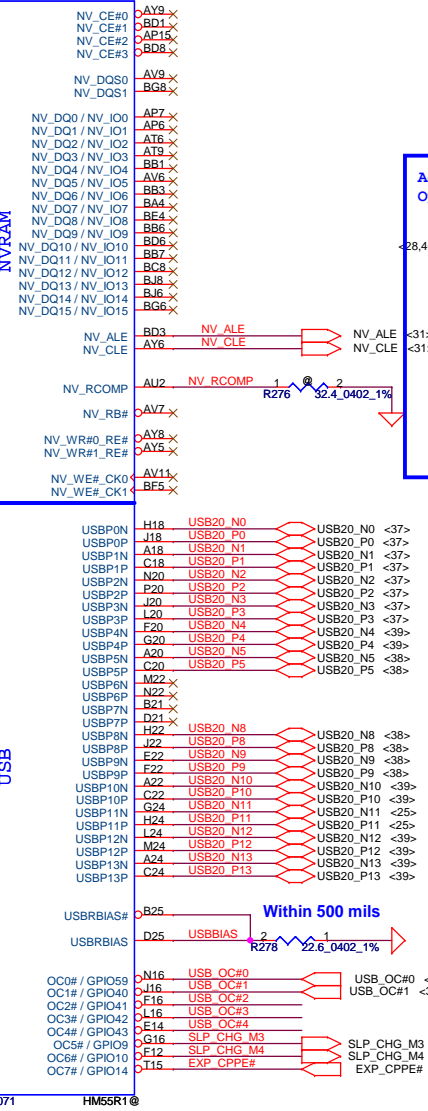 NV_CE#0 AY9
NV_CE#1 BD1
NV_CE#2 AP15
NV_CE#3 BD8
NV_DQS0 AV9
NV_DQS1 BG8
NV_DQ0 / NV_IO0 AP7
NV_DQ1 / NV_IO1 AP6
NV_DQ2 / NV_IO2 AT6
NV_DQ3 / NV_IO3 AT9
NV_DQ4 / NV_IO4 BB1
NV_DQ5 / NV_IO5 AV6
NV_DQ6 / NV_IO6 BB3
NV_DQ7 / NV_IO7 BA4
NV_DQ8 / NV_IO8 BE4
NV_DQ9 / NV_IO9 BB6
NV_DQ10 / NV_IO10 BD6
NV_DQ11 / NV_IO11 BB7
NV_DQ12 / NV_IO12 BC8
NV_DQ13 / NV_IO13 BJ8
NV_DQ14 / NV_IO14 BJ6
NV_DQ15 / NV_IO15 BG6
NVRAM
A
O
<28,4
NV_ALE BD3 NV_ALE NV_ALE <31>
NV_CLE AY6 NV_CLE NV_CLE <31>
NV_RCOMP AU2 NV_RCOMP 1 @ 2
R276 32.4_0402_1%
NV_RB# AV7
NV_WR#0_RE# AY8
NV_WR#1_RE# AY5
NV_WE#_CK0 AV11
NV_WE#_CK1 BF5
USBP0N H18 USB20_N0 USB20_N0 <37>
USBP0P J18 USB20_P0 USB20_P0 <37>
USBP1N A18 USB20_N1 USB20_N1 <37>
USBP1P C18 USB20_P1 USB20_P1 <37>
USBP2N N20 USB20_N2 USB20_N2 <37>
USBP2P P20 USB20_P2 USB20_P2 <37>
USBP3N J20 USB20_N3 USB20_N3 <37>
USBP3P L20 USB20_P3 USB20_P3 <37>
USBP4N F20 USB20_N4 USB20_N4 <39>
USBP4P G20 USB20_P4 USB20_P4 <39>
USBP5N A20 USB20_N5 USB20_N5 <38>
USBP5P C20 USB20_P5 USB20_P5 <38>
USBP6N M22
USBP6P N22
USBP7N B21
USBP7P D21
USBP8N H22 USB20_N8 USB20_N8 <38>
USBP8P J22 USB20_P8 USB20_P8 <38>
USBP9N E22 USB20_N9 USB20_N9 <38>
USBP9P F22 USB20_P9 USB20_P9 <38>
USBP10N A22 USB20_N10 USB20_N10 <39>
USBP10P C22 USB20_P10 USB20_P10 <39>
USBP11N G24 USB20_N11 USB20_N11 <25>
USBP11P H24 USB20_P11 USB20_P11 <25>
USBP12N L24 USB20_N12 USB20_N12 <39>
USBP12P M24 USB20_P12 USB20_P12 <39>
USBP13N A24 USB20_N13 USB20_N13 <39>
USBP13P C24 USB20_P13 USB20_P13 <39>
USB
USBRBIAS# B25
Within 500 mils
USBRBIAS D25 USBBIAS 2 1
R278 22.6_0402_1%
OC0# / GPIO59 N16 USB_OC#0 USB_OC#0 <
OC1# / GPIO40 J16 USB_OC#1 USB_OC#1 <
OC2# / GPIO41 F16 USB_OC#2
OC3# / GPIO42 L16 USB_OC#3
OC4# / GPIO43 E14 USB_OC#4
OC5# / GPIO9 G16 SLP_CHG_M3 SLP_CHG_M3
OC6# / GPIO10 F12 SLP_CHG_M4 SLP_CHG_M4
OC7# / GPIO14 T15 EXP_CPPE# EXP_CPPE#
071 HM55R1@